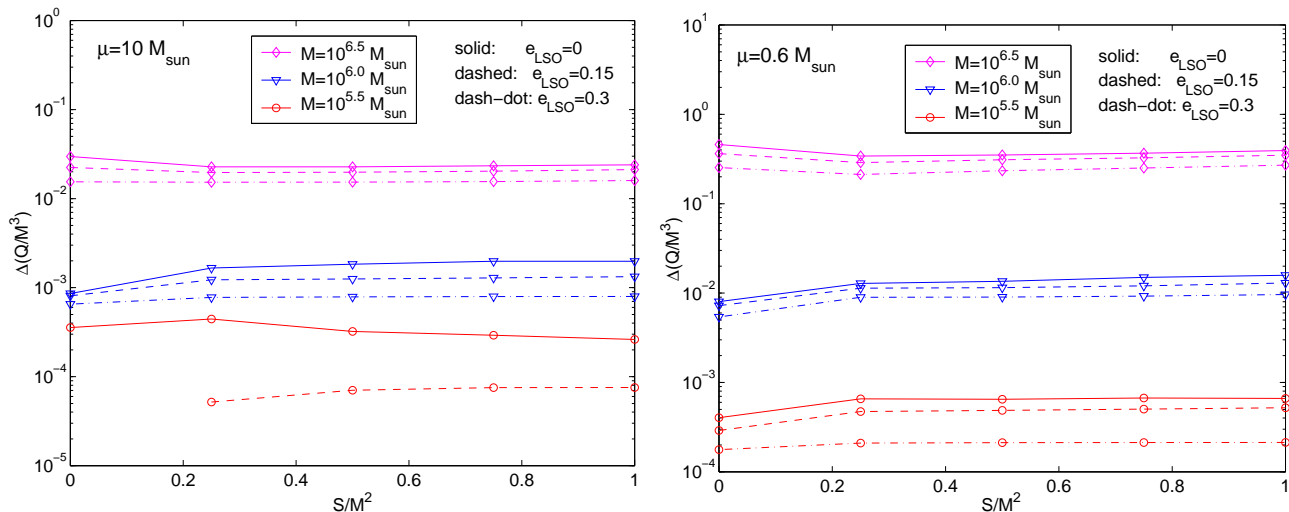 μ=10 M_sun
M=10^6.5 M_sun
M=10^6.0 M_sun
M=10^5.5 M_sun
solid: e_LSO=0
dashed: e_LSO=0.15
dash-dot: e_LSO=0.3
10^0
10^-1
10^-2
10^-3
10^-4
10^-5
Δ(Q/M^3)
0 0.2 0.4 0.6 0.8 1
S/M^2
μ=0.6 M_sun
M=10^6.5 M_sun
M=10^6.0 M_sun
M=10^5.5 M_sun
solid: e_LSO=0
dashed: e_LSO=0.15
dash-dot: e_LSO=0.3
10^1
10^0
10^-1
10^-2
10^-3
10^-4
Δ(Q/M^3)
0 0.2 0.4 0.6 0.8 1
S/M^2